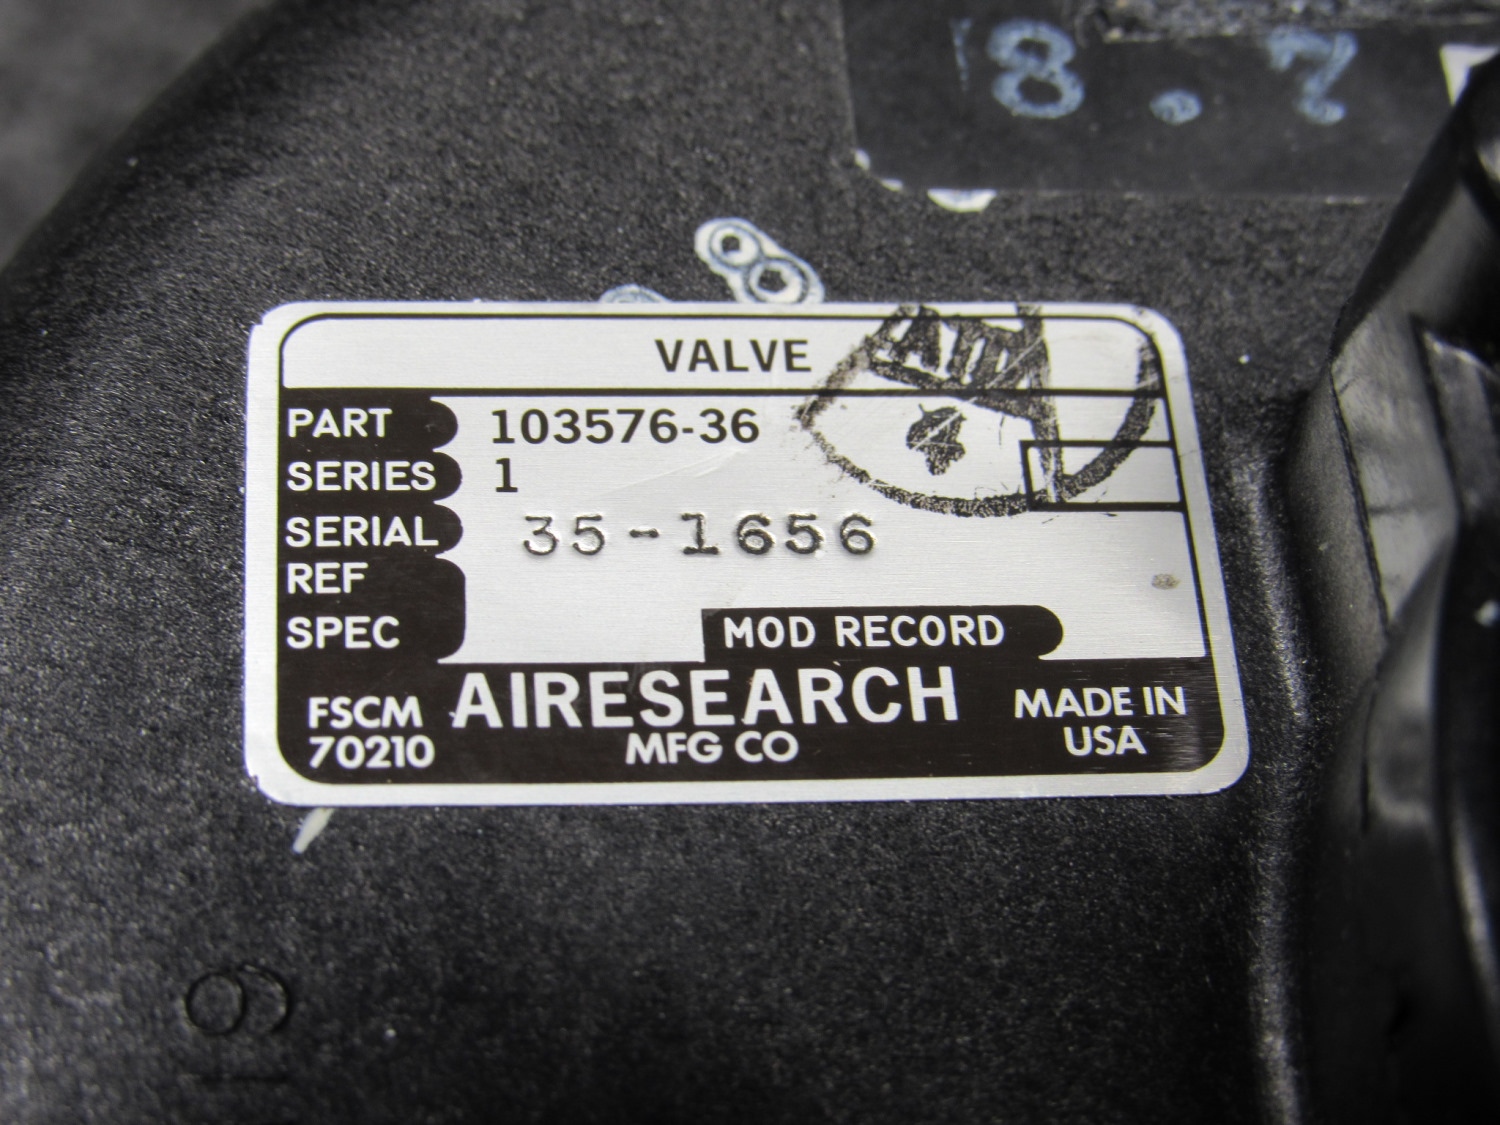 8.2
VALVE
PART 103576-36
SERIES 1
SERIAL 35-1656
REF
SPEC
MOD RECORD
FSCM
70210
AIRESEARCH
MFG CO
MADE IN
USA